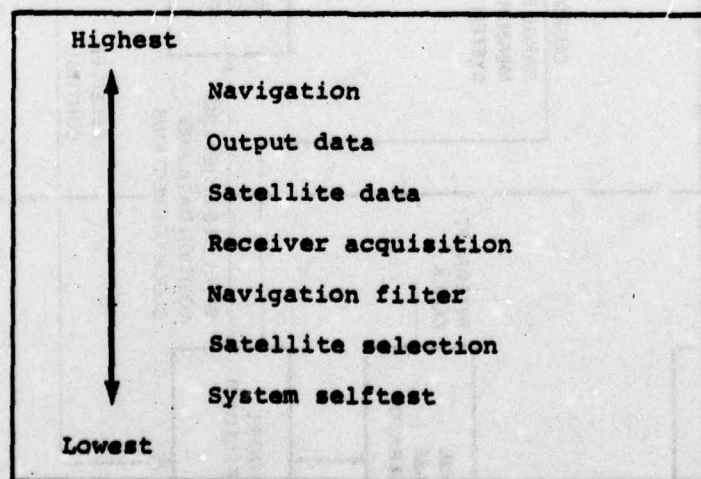 Highest
Navigation
Output data
Satellite data
Receiver acquisition
Navigation filter
Satellite selection
System selftest
Lowest